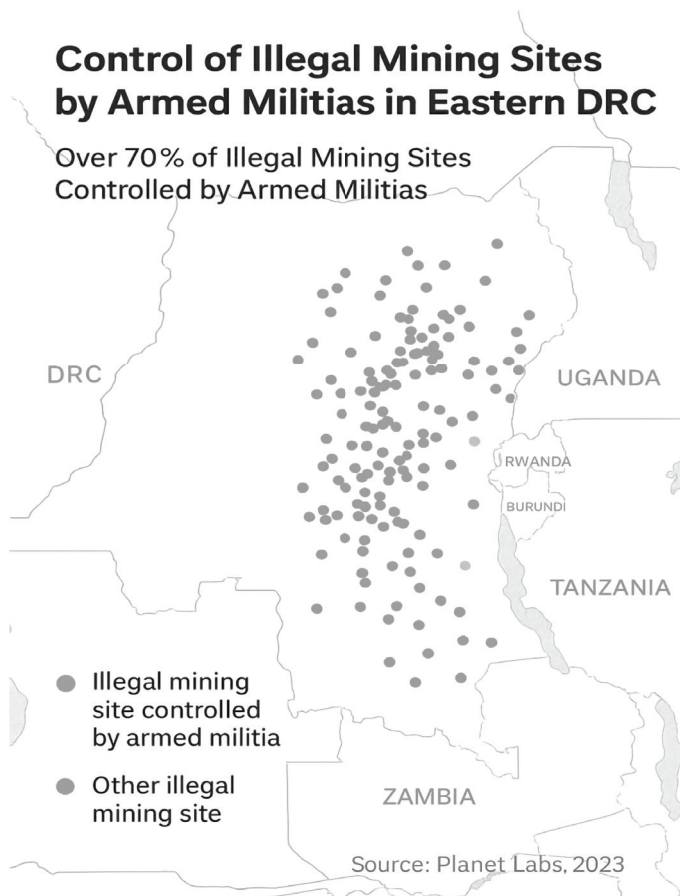 Control of Illegal Mining Sites
by Armed Militias in Eastern DRC
Over 70% of Illegal Mining Sites
Controlled by Armed Militias
DRC
UGANDA
RWANDA
BURUNDI
TANZANIA
Illegal mining
site controlled
by armed militia
Other illegal
mining site
ZAMBIA
Source: Planet Labs, 2023